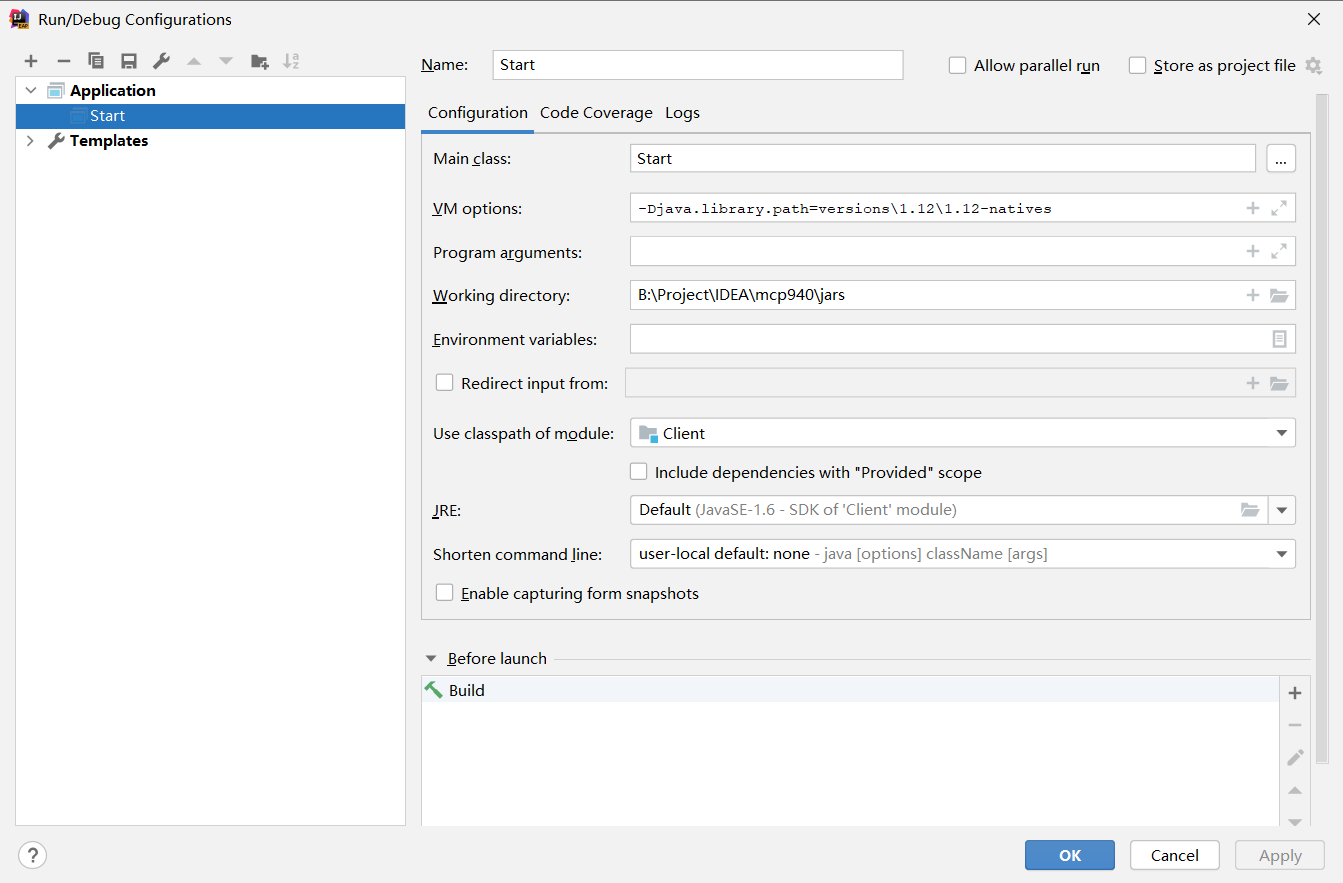 Run/Debug Configurations
Name: Start Allow parallel run Store as project file
Application
Start
Templates
Configuration Code Coverage Logs
Main class: Start ...
VM options: -Djava.library.path=versions\1.12\1.12-natives
Program arguments:
Working directory: B:\Project\IDEA\mcp940\jars
Environment variables:
Redirect input from:
Use classpath of module: Client
Include dependencies with "Provided" scope
JRE: Default (JavaSE-1.6 - SDK of 'Client' module)
Shorten command line: user-local default: none - java [options] className [args]
Enable capturing form snapshots
Before launch
Build
? OK Cancel Apply